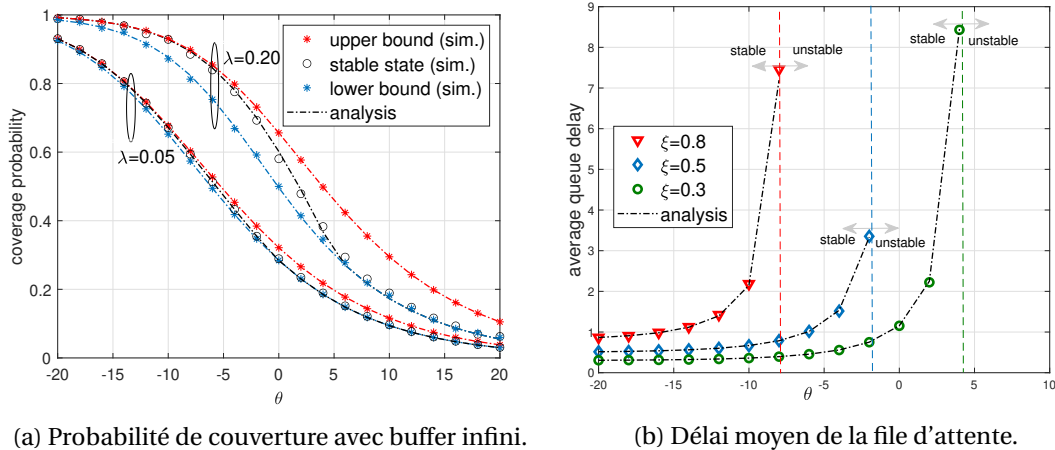 1
0.8
0.6
0.4
0.2
0
-20
-15
-10
-5
0
5
10
15
20
coverage probability
θ
λ=0.20
λ=0.05
upper bound (sim.)
stable state (sim.)
lower bound (sim.)
analysis
(a) Probabilité de couverture avec buffer infini.
9
8
7
6
5
4
3
2
1
0
-20
-15
-10
-5
0
5
10
average queue delay
θ
stable
unstable
stable
unstable
stable
unstable
ξ=0.8
ξ=0.5
ξ=0.3
analysis
(b) Délai moyen de la file d'attente.